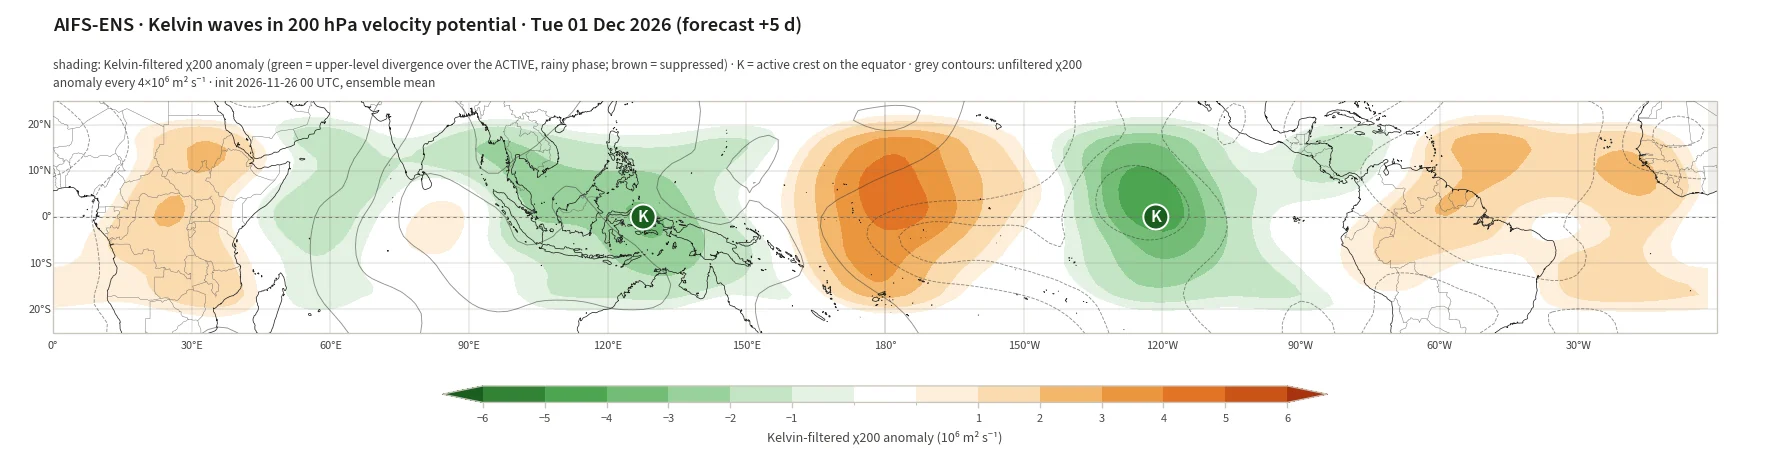 AIFS-ENS · Kelvin waves in 200 hPa velocity potential · Tue 01 Dec 2026 (forecast +5 d)
shading: Kelvin-filtered χ200 anomaly (green = upper-level divergence over the ACTIVE, rainy phase; brown = suppressed) · K = active crest on the equator · grey contours: unfiltered χ200
anomaly every 4×10⁶ m² s⁻¹ · init 2026-11-26 00 UTC, ensemble mean
20°N
10°N
0°
10°S
20°S
K
K
0°
30°E
60°E
90°E
120°E
150°E
180°
150°W
120°W
90°W
60°W
30°W
−6
−5
−4
−3
−2
−1
1
2
3
4
5
6
Kelvin-filtered χ200 anomaly (10⁶ m² s⁻¹)